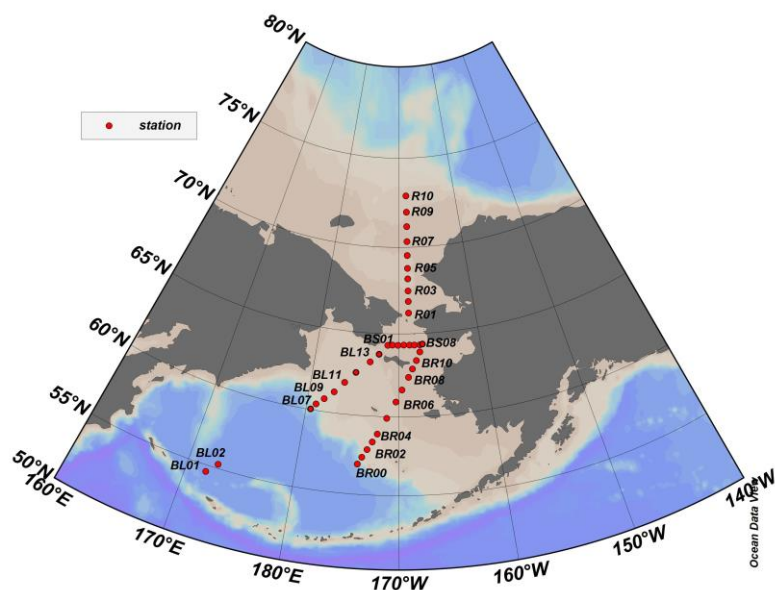 80°N
75°N
70°N
65°N
60°N
55°N
50°N
160°E
170°E
180°E
170°W
160°W
150°W
140°W
station
R10
R09
R07
R05
R03
R01
BS01
BS08
BL13
BR10
BL11
BR08
BL09
BL07
BR06
BR04
BL02
BL01
BR02
BR00
Ocean Data View